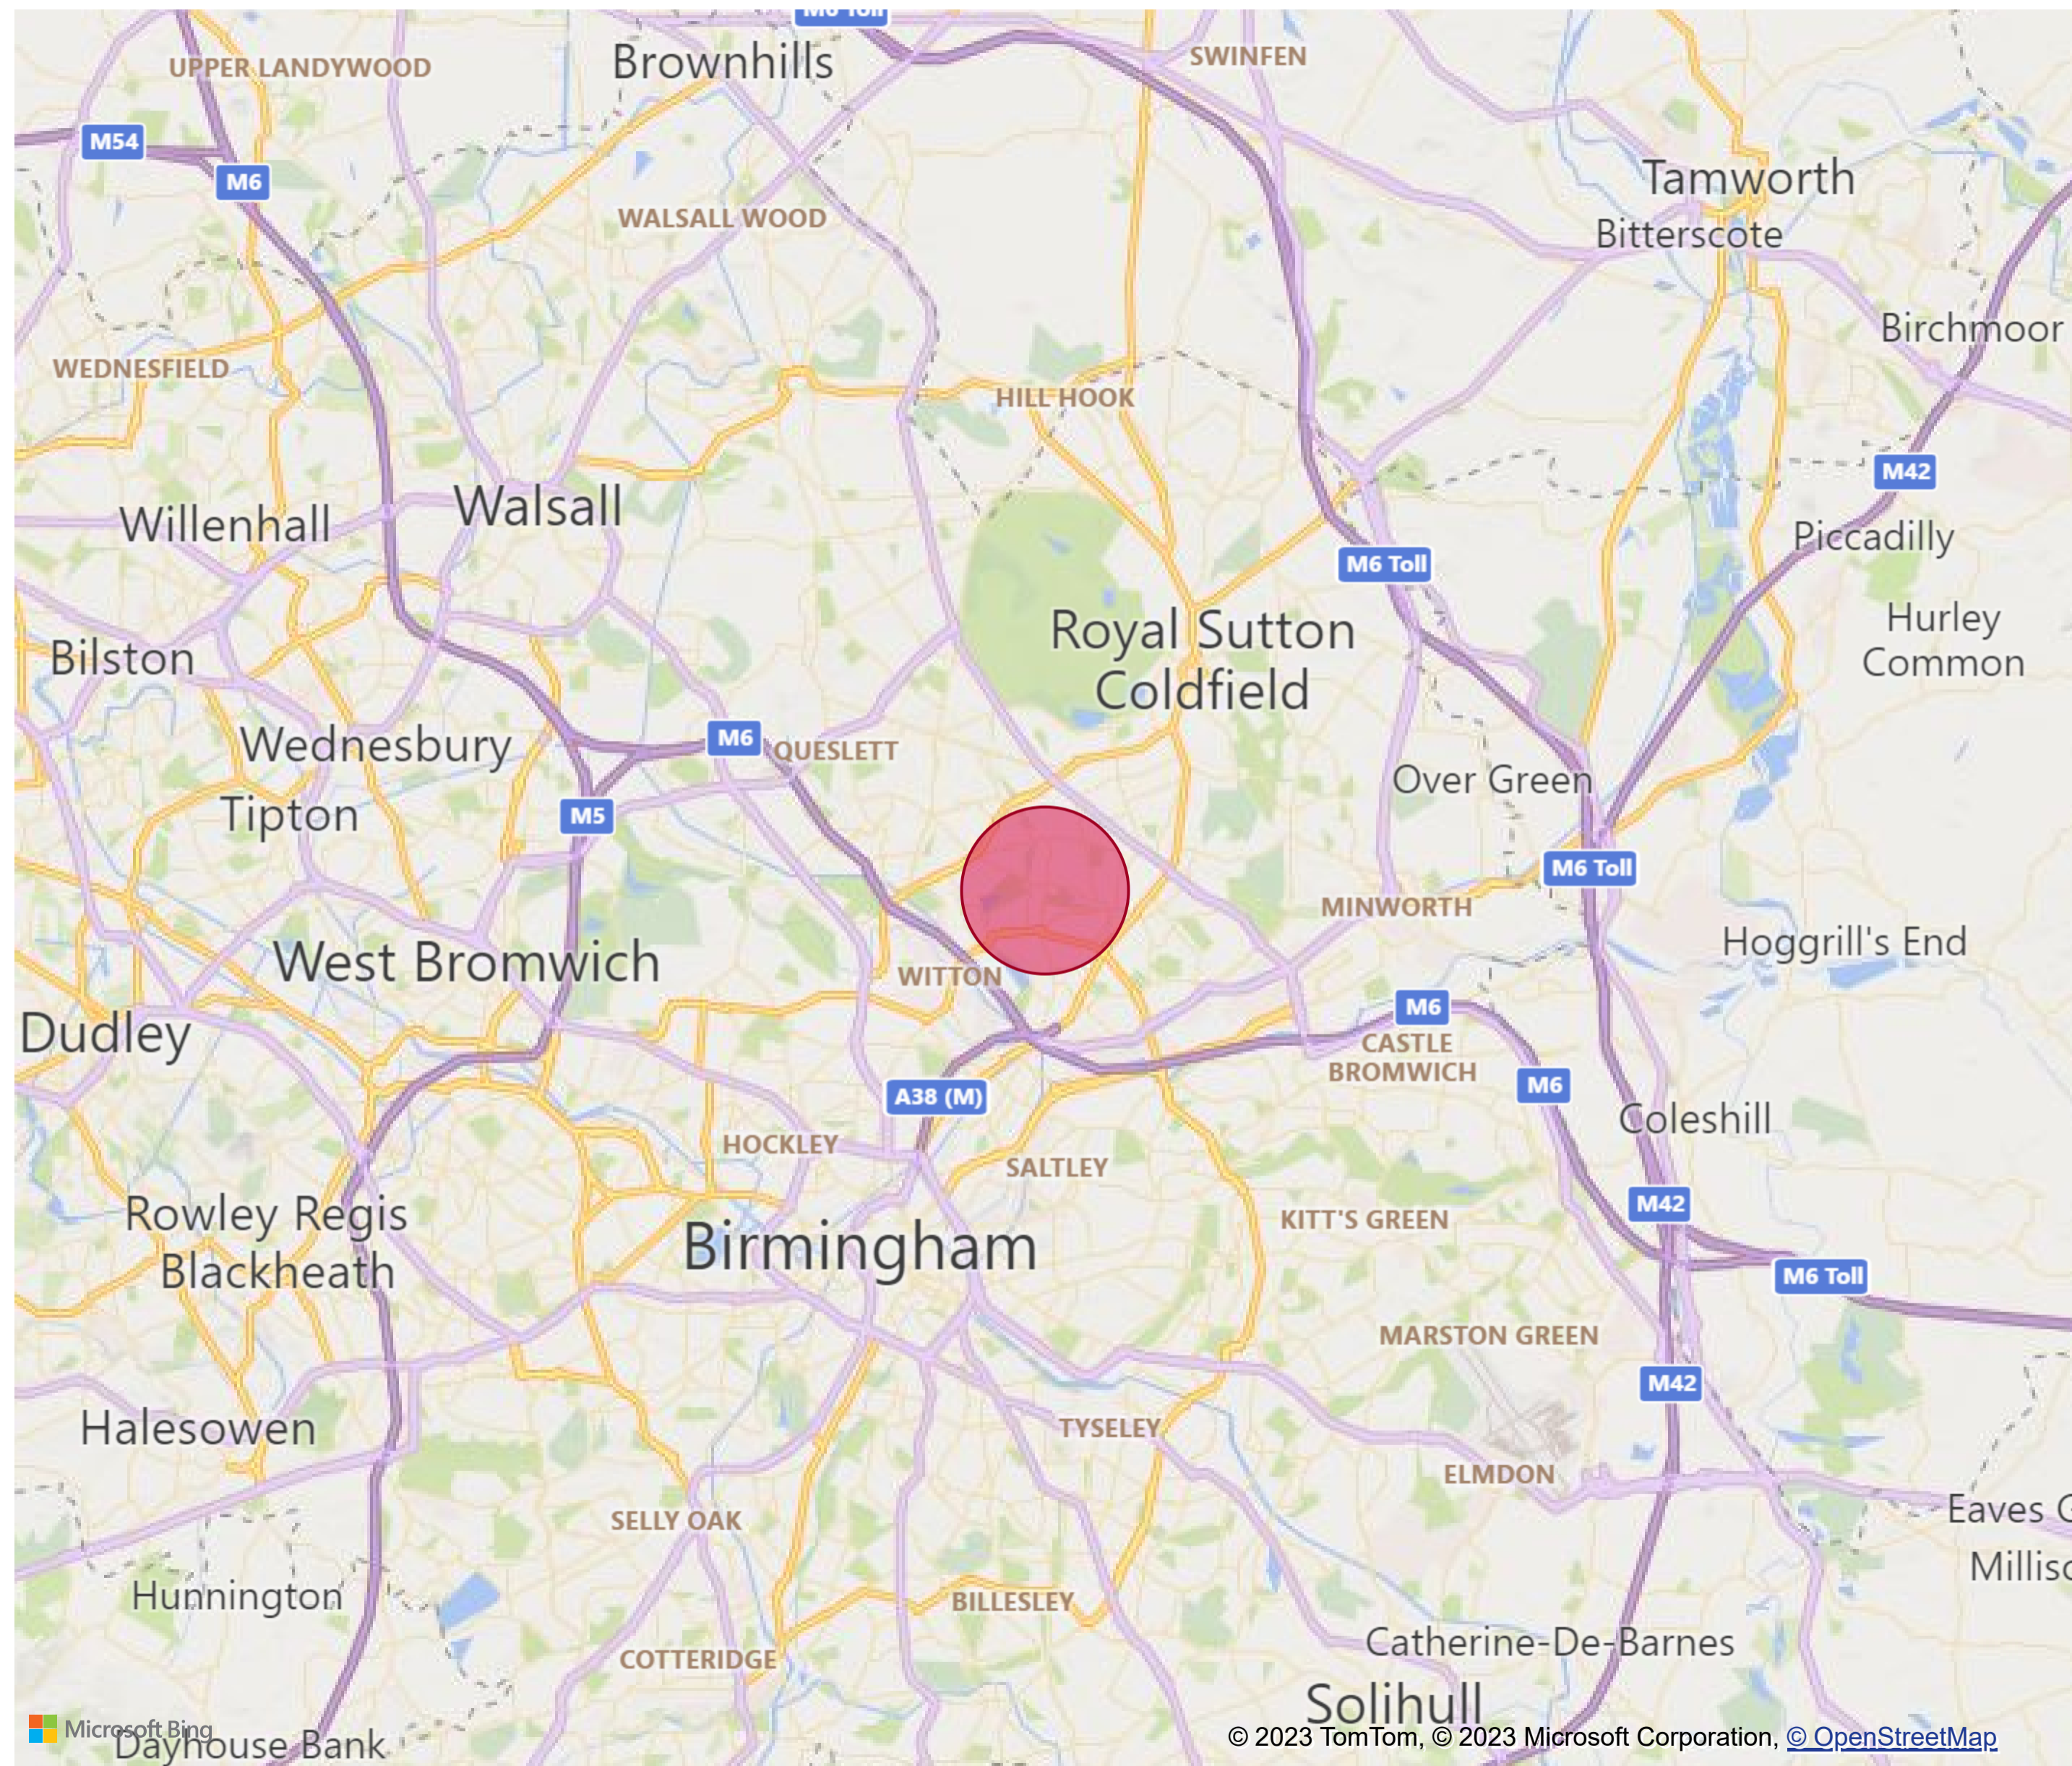 M6 Toll
Brownhills
SWINFEN
UPPER LANDYWOOD
M54
M6
Tamworth
WALSALL WOOD
Bitterscote
Birchmoor
WEDNESFIELD
HILL HOOK
M42
Walsall
Willenhall
Piccadilly
M6 Toll
Royal Sutton
Coldfield
Hurley
Common
Bilston
M6
QUESLETT
Wednesbury
Over Green
Tipton
M5
M6 Toll
MINWORTH
Hoggrill's End
West Bromwich
WITTON
M6
Dudley
CASTLE
BROMWICH
M6
A38 (M)
Coleshill
HOCKLEY
SALTLEY
M42
Rowley Regis
Blackheath
KITT'S GREEN
Birmingham
M6 Toll
MARSTON GREEN
M42
Halesowen
TYSELEY
ELMDON
Eaves G
SELLY OAK
Millisc
Hunnington
BILLESLEY
Catherine-De-Barnes
COTTERIDGE
Solihull
Microsoft Bing
Dayhouse Bank
© 2023 TomTom, © 2023 Microsoft Corporation, © OpenStreetMap